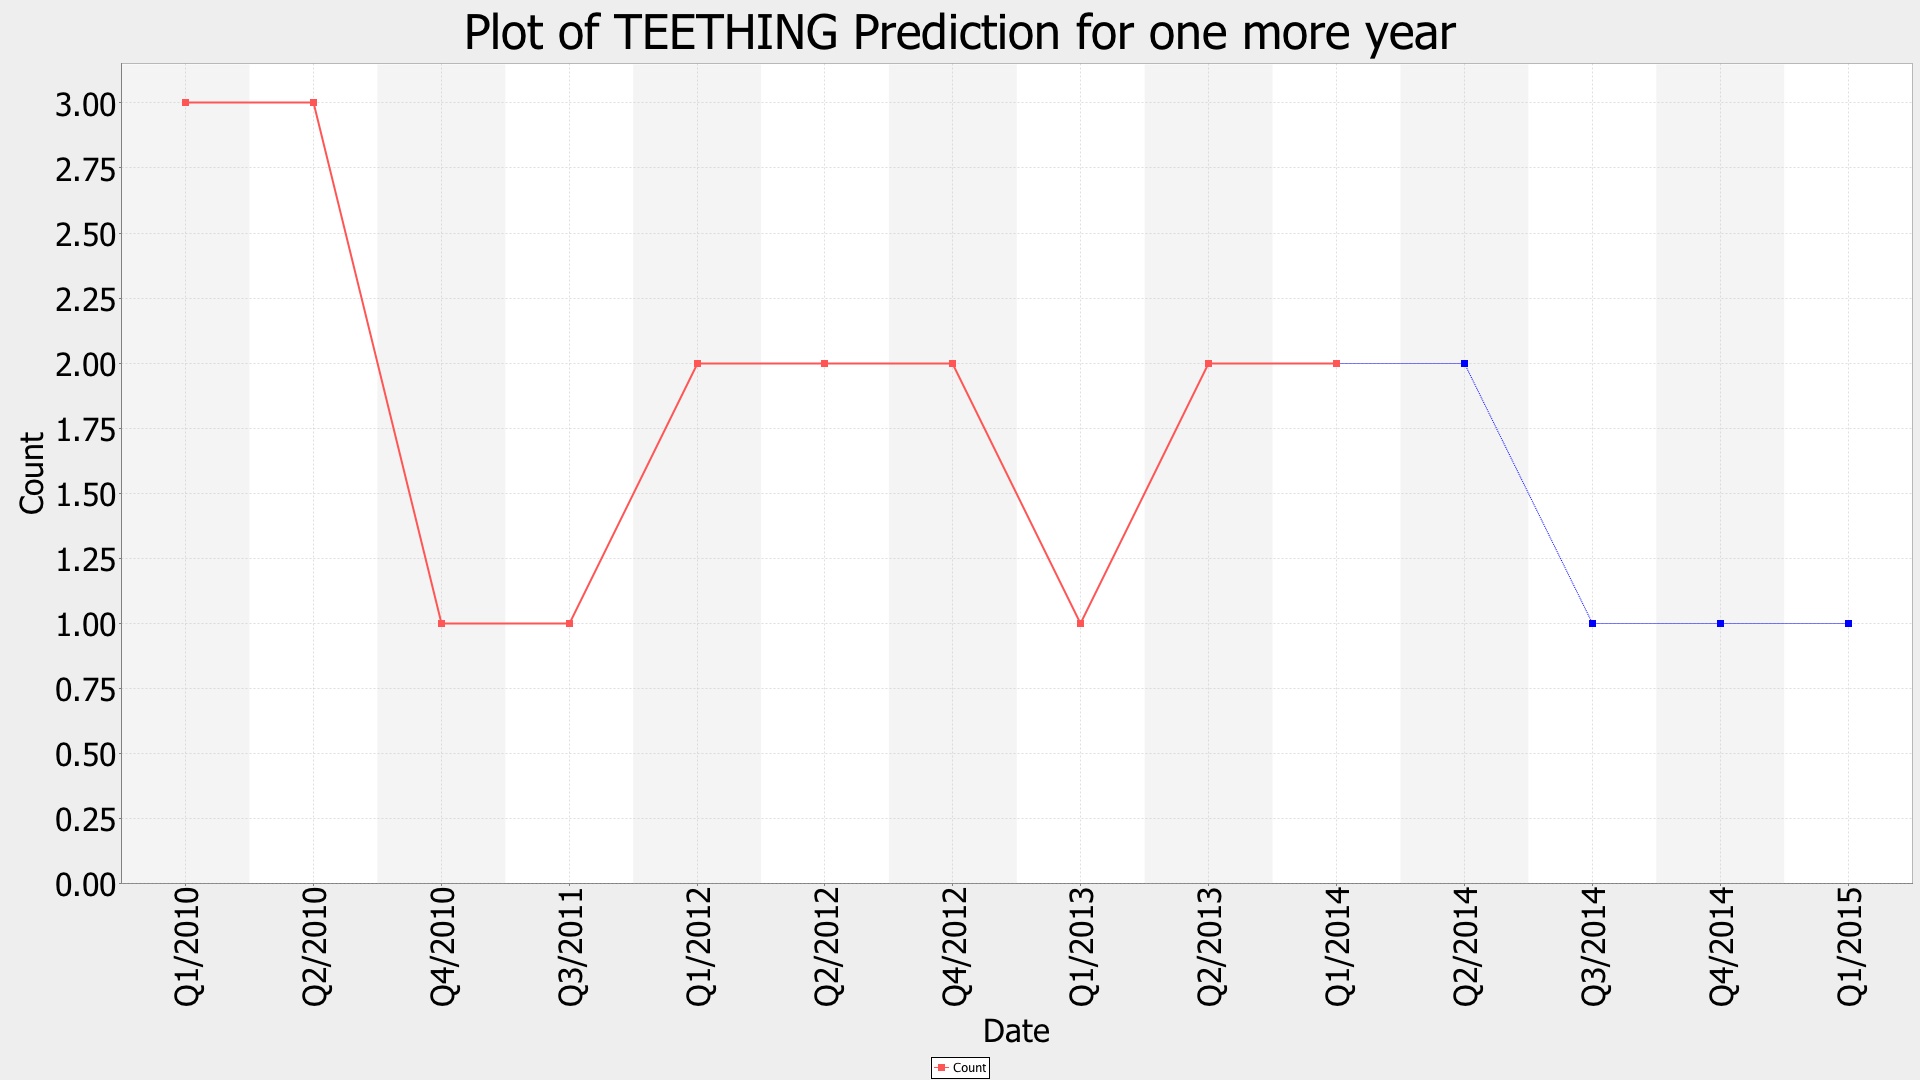 Plot of TEETHING Prediction for one more year
3.00
2.75
2.50
2.25
2.00
1.75
1.50
1.25
1.00
0.75
0.50
0.25
0.00
Count
Q1/2010
Q2/2010
Q4/2010
Q3/2011
Q1/2012
Q2/2012
Q4/2012
Q1/2013
Q2/2013
Q1/2014
Q2/2014
Q3/2014
Q4/2014
Q1/2015
Date
Count